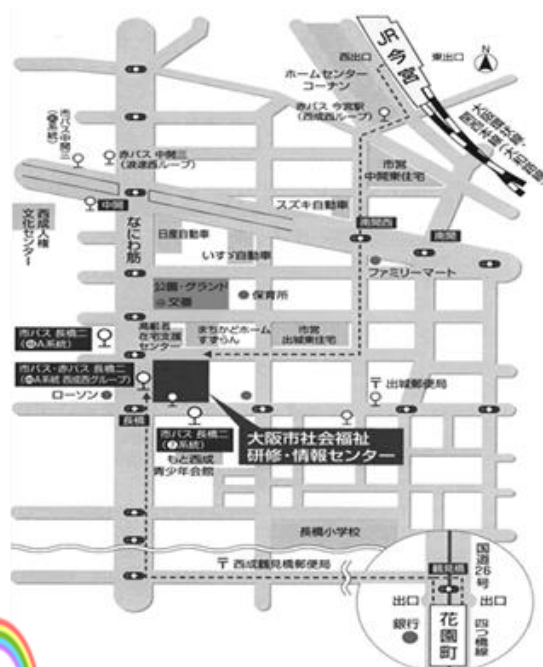 JR今宮
西出口
東出口
N
ホームセンター
コーナン
赤バス 今宮駅
(西成西ループ)
大阪環状線・
市バス中開三
赤バス 中開三
(浪速西ループ)
市営
中開東住宅
スズキ自動車
西成人権
文化センター
中開
なにわ筋
日産自動車
いすゞ自動車
南開西
南開
ファミリーマート
公園・グランド
交番
保育所
市バス 長橋二
高齢者
在宅支援
センター
まちかどホーム
すずらん
市営
出城東住宅
市バス・赤バス 長橋二
ローソン
〒出城郵便局
長橋
市バス 長橋二
(❼系統)
大阪市社会福祉
研修・情報センター
もと西成
青少年会館
長橋小学校
〒西成鶴見橋郵便局
鶴見橋
国道26号
出口
出口
花園町
銀行
四つ橋線